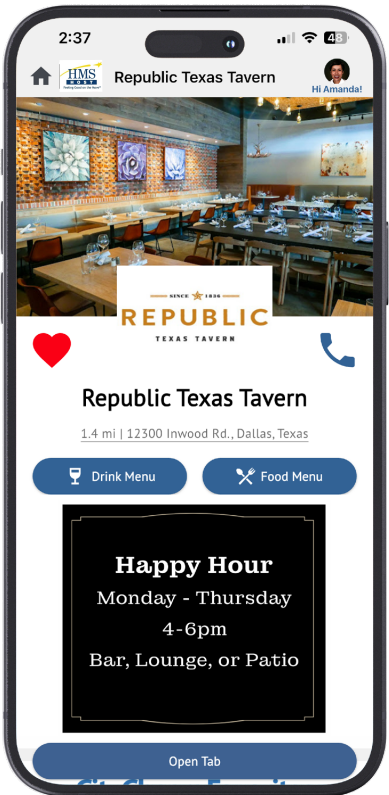 2:37
48
HMS
HOST
Republic Texas Tavern
Hi Amanda!
SINCE 1836
REPUBLIC
TEXAS TAVERN
Republic Texas Tavern
1.4 mi | 12300 Inwood Rd., Dallas, Texas
Drink Menu
Food Menu
Happy Hour
Monday - Thursday
4-6pm
Bar, Lounge, or Patio
Open Tab